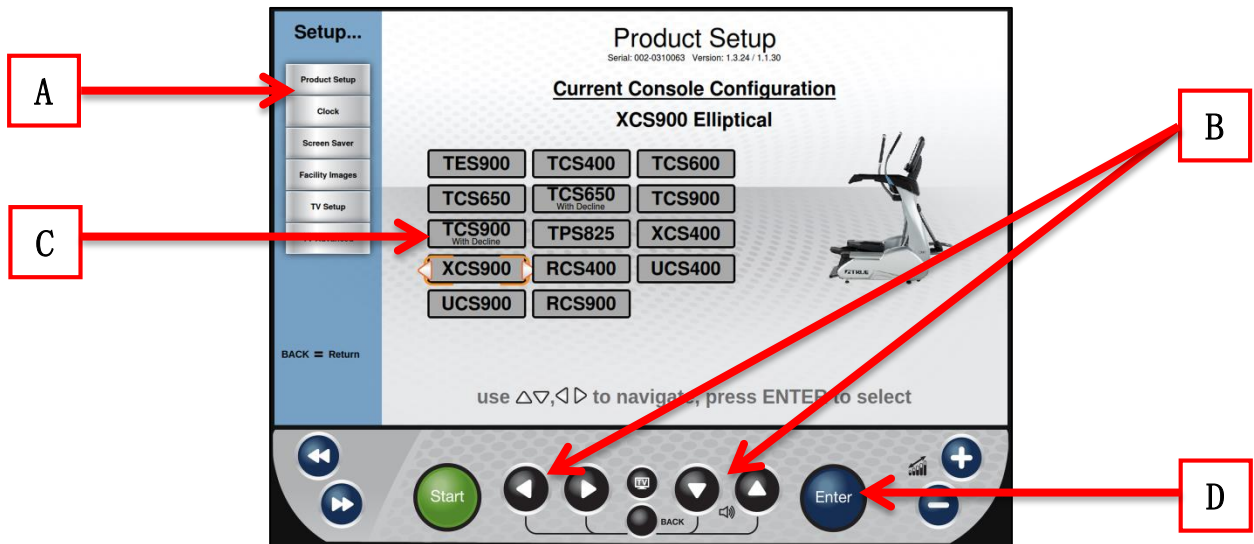 Setup...
Product Setup
Clock
Screen Saver
Facility Images
TV Setup
BACK = Return
Product Setup
Serial: 002-0310063 Version: 1.3.24 / 1.1.30
Current Console Configuration
XCS900 Elliptical
TES900 TCS400 TCS600
TCS650 TCS650 With Decline TCS900
TCS900 With Decline TPS825 XCS400
XCS900 RCS400 UCS400
UCS900 RCS900
TRUE
use △▽,◁ ▷ to navigate, press ENTER to select
Start
TV
BACK
Enter
A
B
C
D